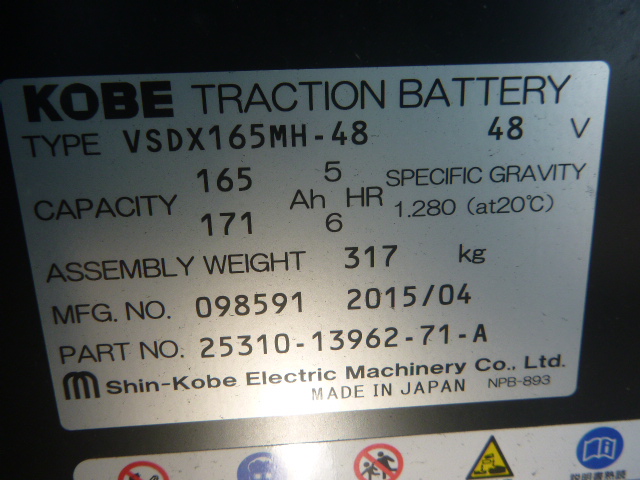 KOBE TRACTION BATTERY
TYPE VSDX165MH-48 48 V
CAPACITY 165 Ah 5 HR SPECIFIC GRAVITY
171 6 1.280 (at20℃)
ASSEMBLY WEIGHT 317 kg
MFG. NO. 098591 2015/04
PART NO. 25310-13962-71-A
Shin-Kobe Electric Machinery Co., Ltd.
MADE IN JAPAN NPB-893